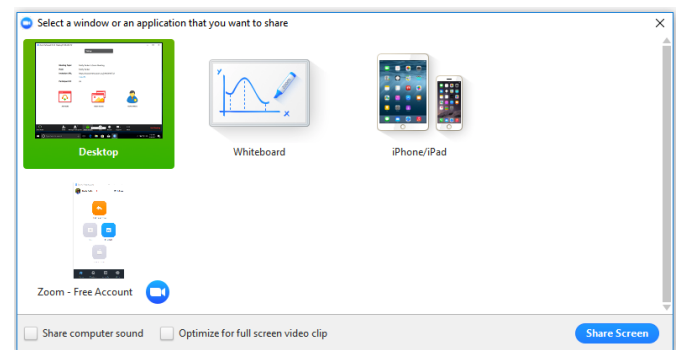 Select a window or an application that you want to share
Desktop
Whiteboard
iPhone/iPad
Zoom - Free Account
Share computer sound
Optimize for full screen video clip
Share Screen